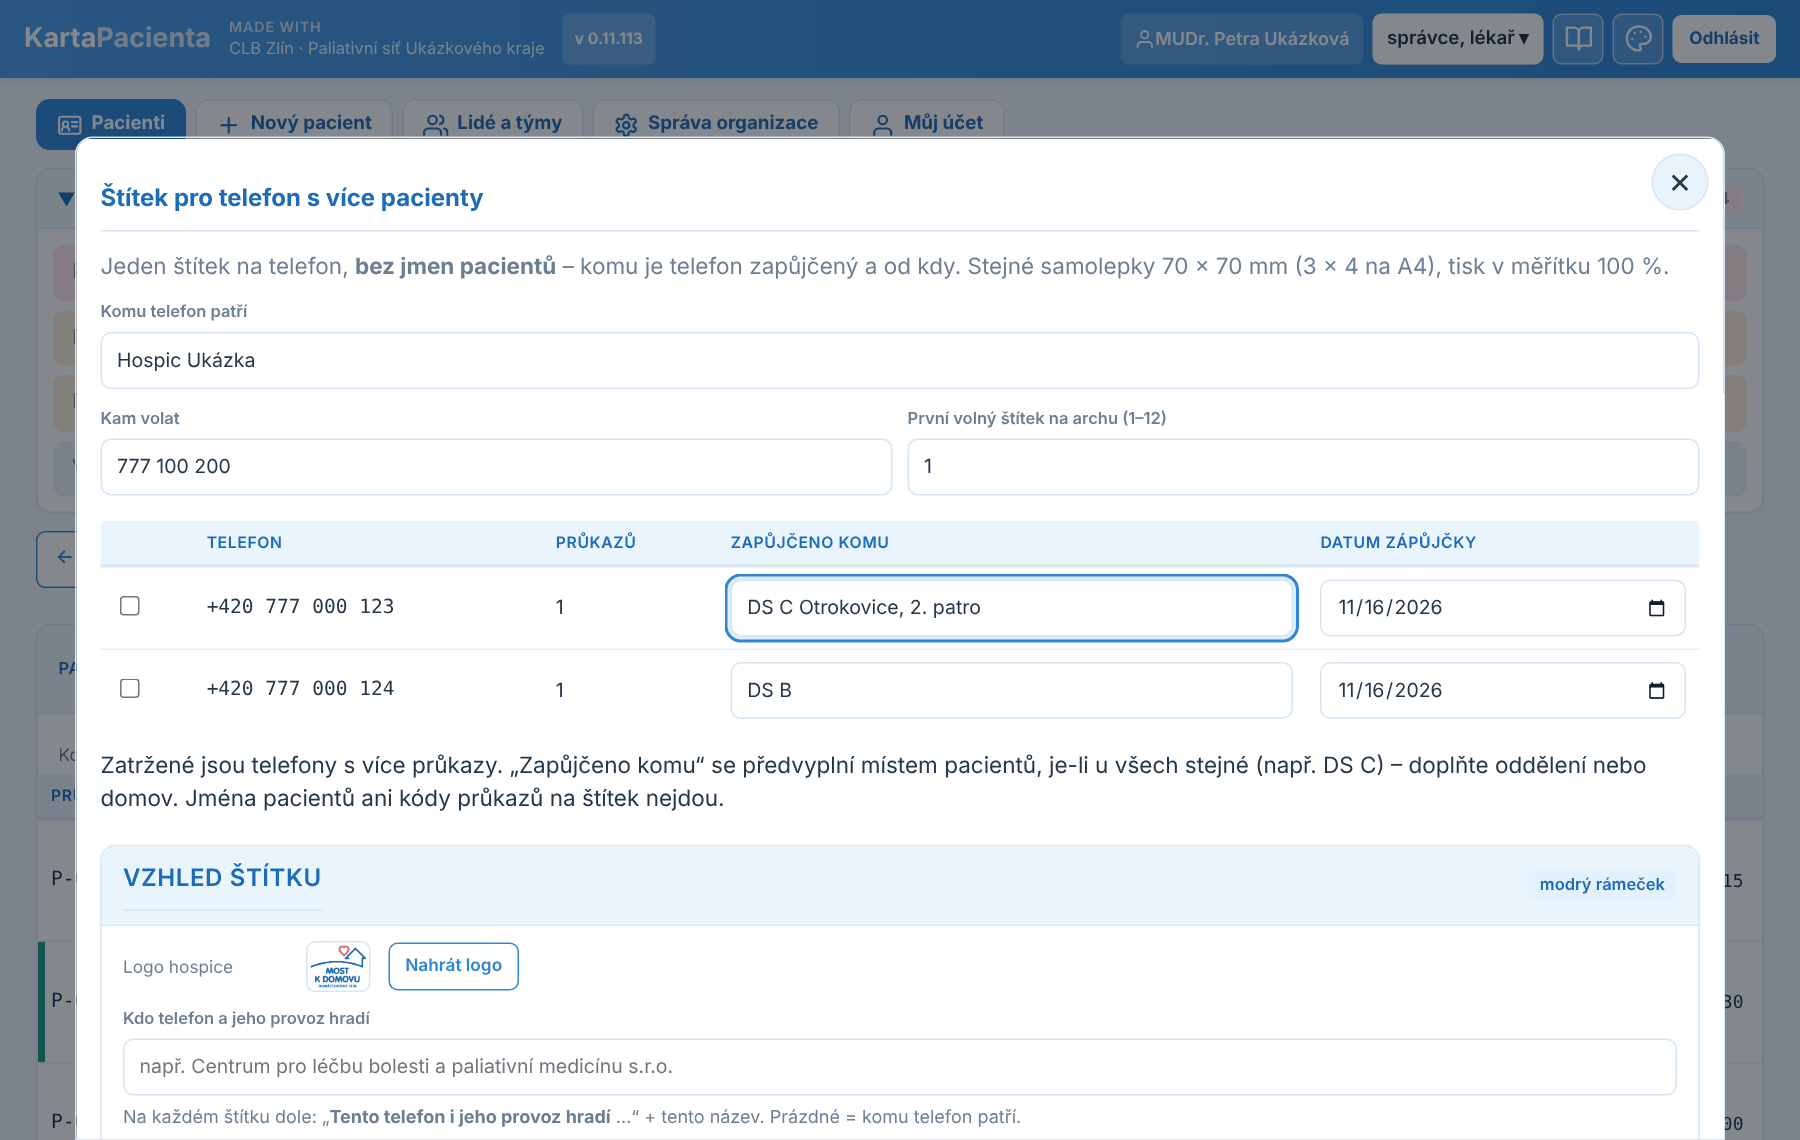 KartaPacienta
MADE WITH
CLB Zlín · Paliativní síť Ukázkového kraje
v 0.11.113
MUDr. Petra Ukázková
správce, lékař ▾
Odhlásit
Pacienti
Nový pacient
Lidé a týmy
Správa organizace
Můj účet
Štítek pro telefon s více pacienty
Jeden štítek na telefon, bez jmen pacientů – komu je telefon zapůjčený a od kdy. Stejné samolepky 70 × 70 mm (3 × 4 na A4), tisk v měřítku 100 %.
Komu telefon patří
Hospic Ukázka
Kam volat
První volný štítek na archu (1–12)
777 100 200
1
TELEFON PRŮKAZŮ ZAPŮJČENO KOMU DATUM ZÁPŮJČKY
+420 777 000 123 1 DS C Otrokovice, 2. patro 11/16/2026
+420 777 000 124 1 DS B 11/16/2026
Zatržené jsou telefony s více průkazy. „Zapůjčeno komu“ se předvyplní místem pacientů, je-li u všech stejné (např. DS C) – doplňte oddělení nebo
domov. Jména pacientů ani kódy průkazů na štítek nejdou.
VZHLED ŠTÍTKU
modrý rámeček
Logo hospice
MOST
K DOMOVU
Nahrát logo
Kdo telefon a jeho provoz hradí
např. Centrum pro léčbu bolesti a paliativní medicínu s.r.o.
Na každém štítku dole: „Tento telefon i jeho provoz hradí …“ + tento název. Prázdné = komu telefon patří.